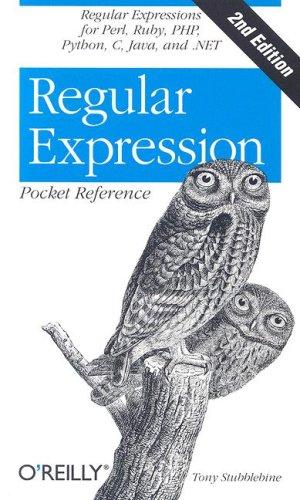 Regular Expressions
for Perl, Ruby, PHP,
Python, C, Java, and .NET
2nd Edition
Regular
Expression
Pocket Reference
O'REILLY®
Tony Stubblebine